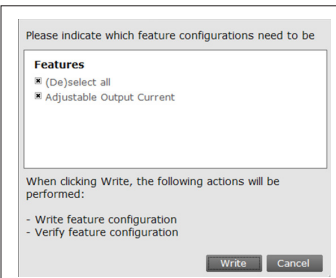 Please indicate which feature configurations need to be
Features
(De)select all
Adjustable Output Current
When clicking Write, the following actions will be
performed:
- Write feature configuration
- Verify feature configuration
Write Cancel